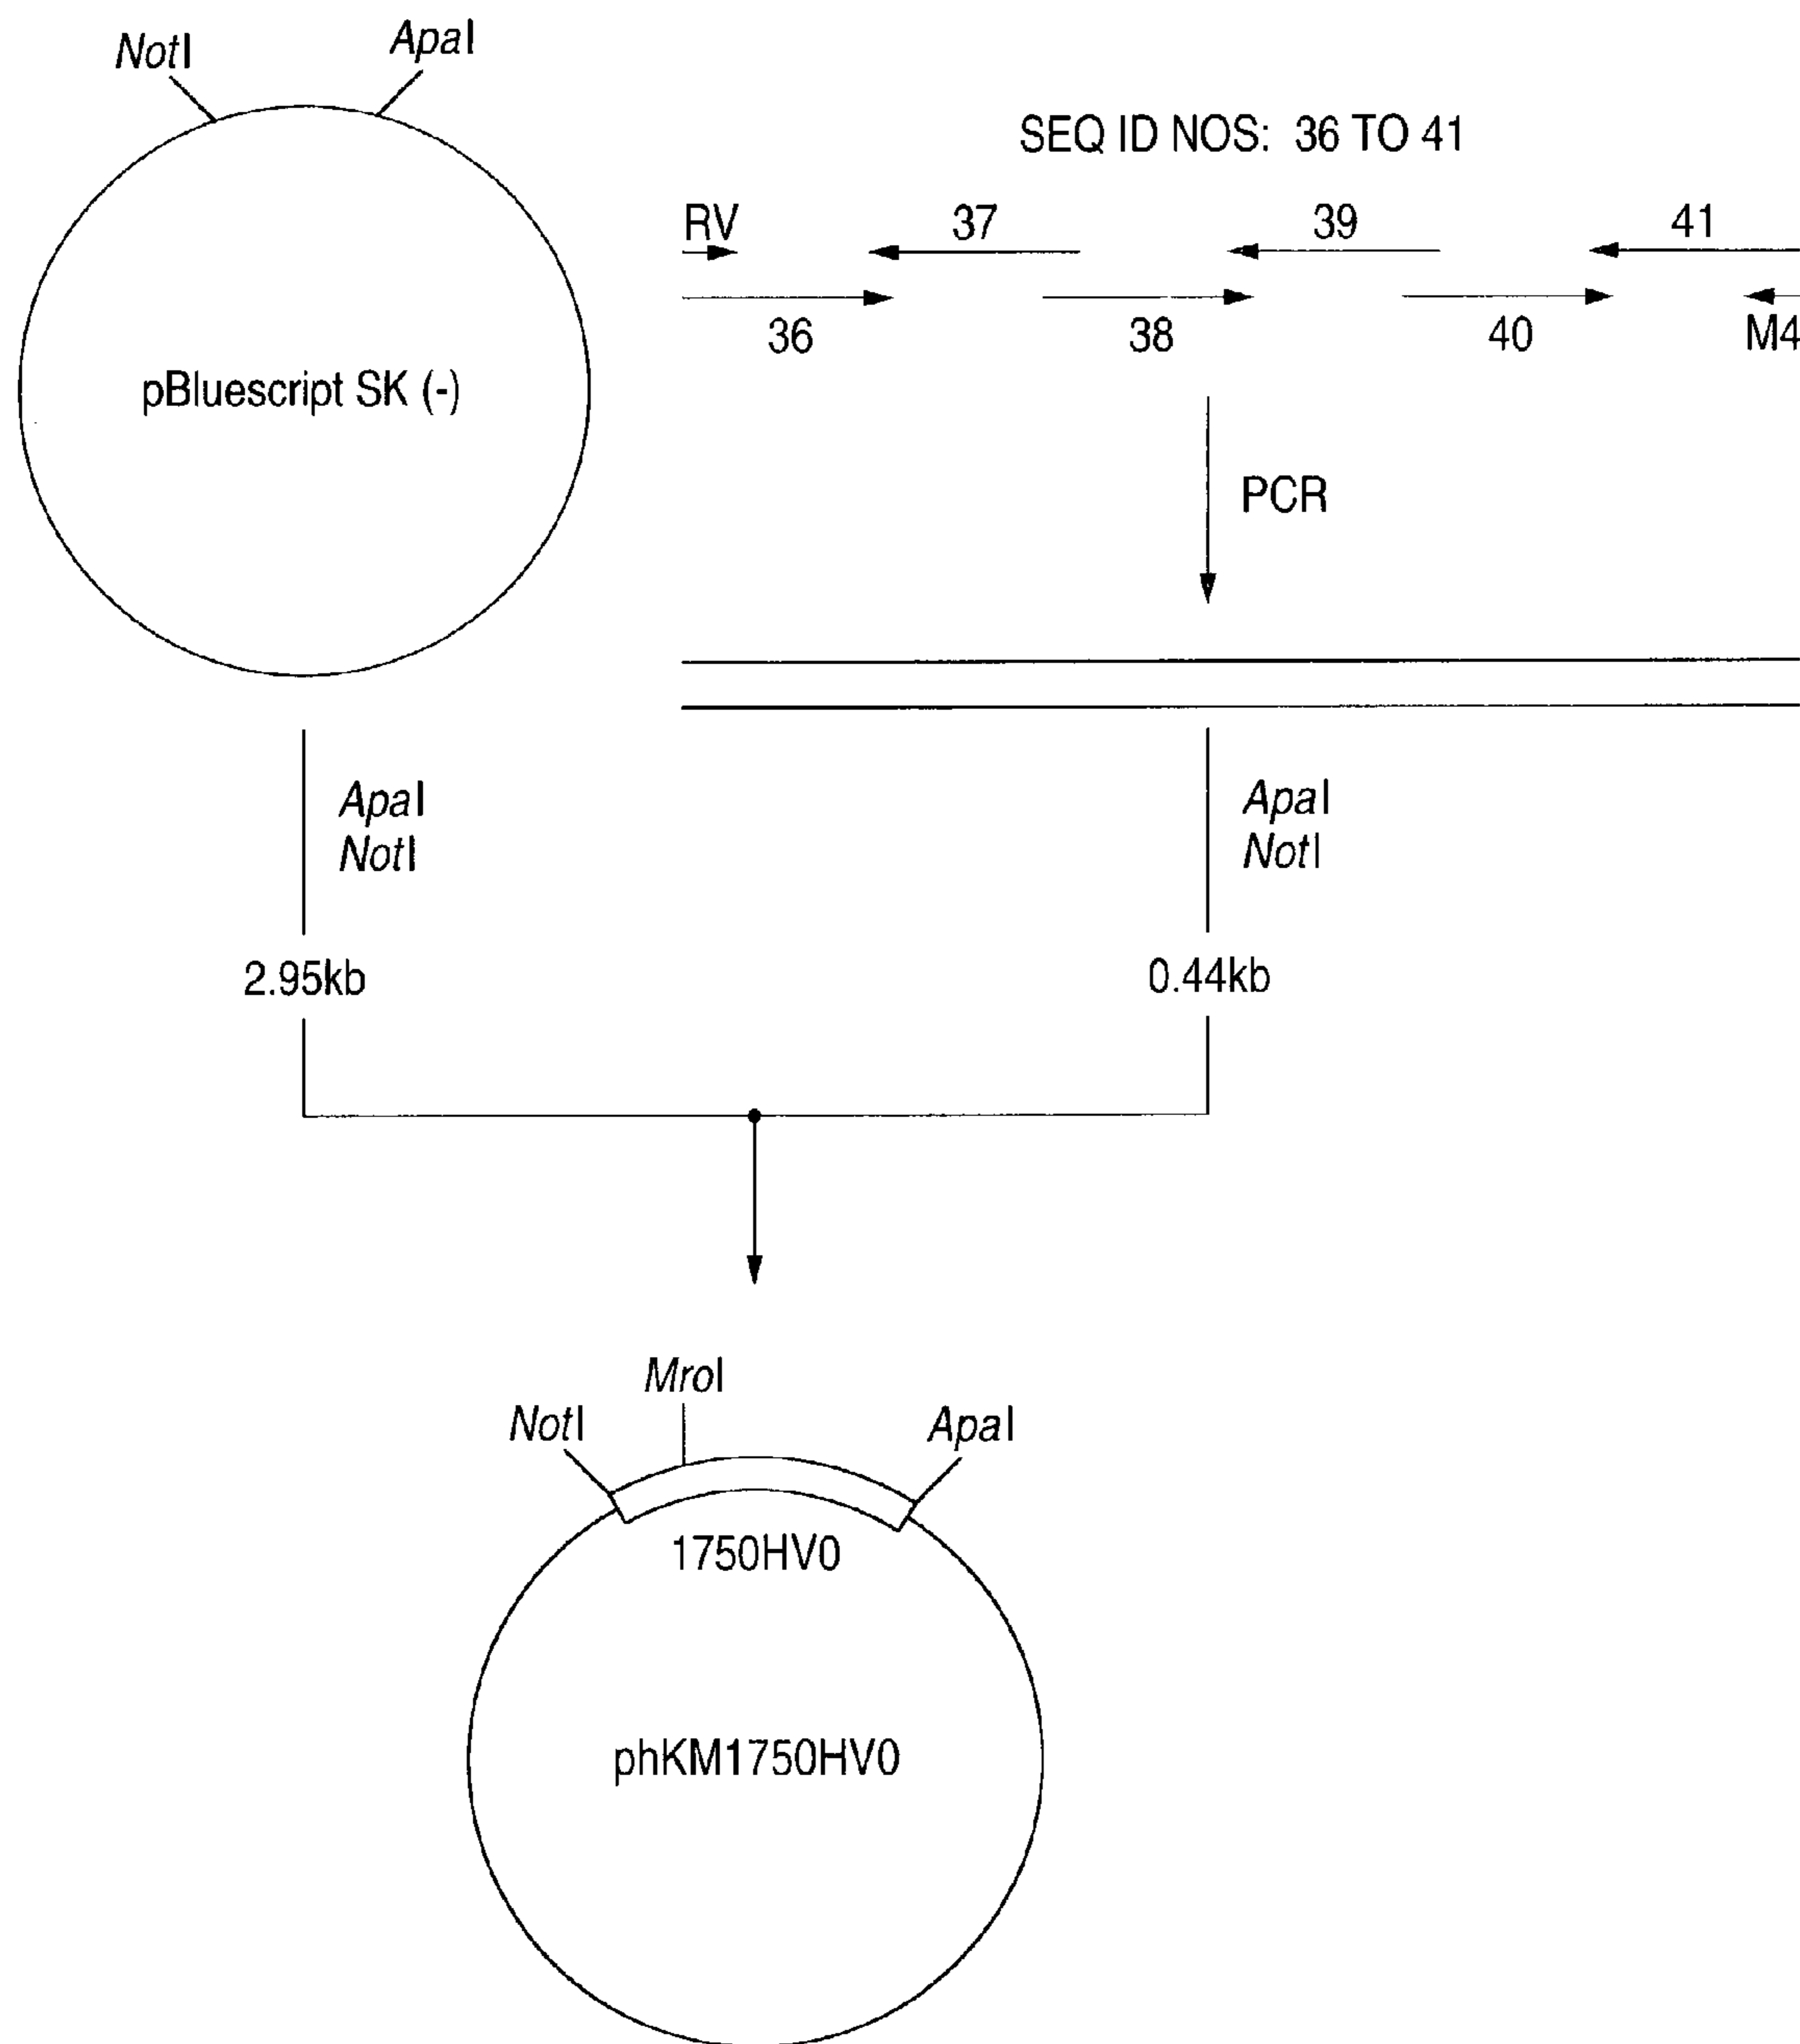 NotI
ApaI
pBluescript SK (-)
SEQ ID NOS: 36 TO 41
RV
37
39
41
36
38
40
M4
PCR
ApaI
NotI
ApaI
NotI
2.95kb
0.44kb
MroI
NotI
ApaI
1750HV0
phKM1750HV0